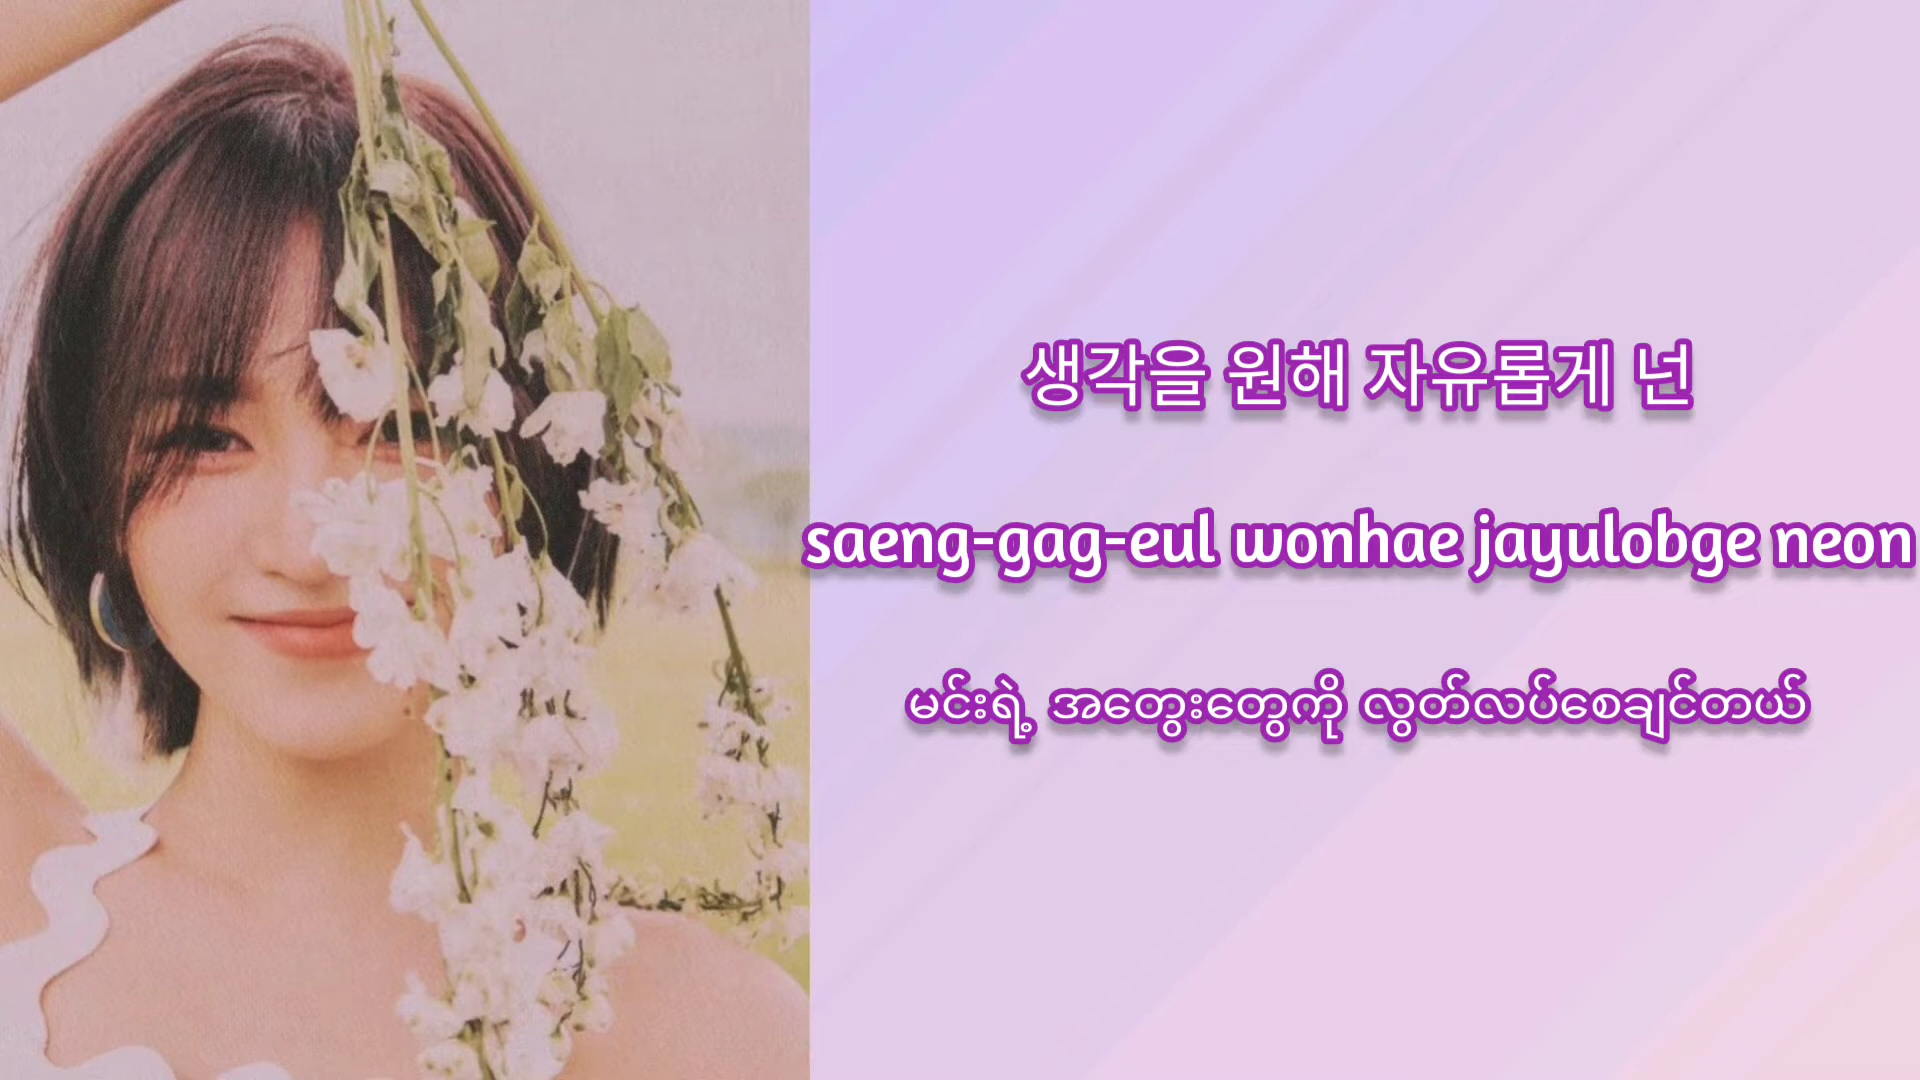 생각을 원해 자유롭게 넌
saeng-gag-eul wonhae jayulobge neon
မင်းရဲ့ အတွေးတွေကို လွတ်လပ်စေချင်တယ်